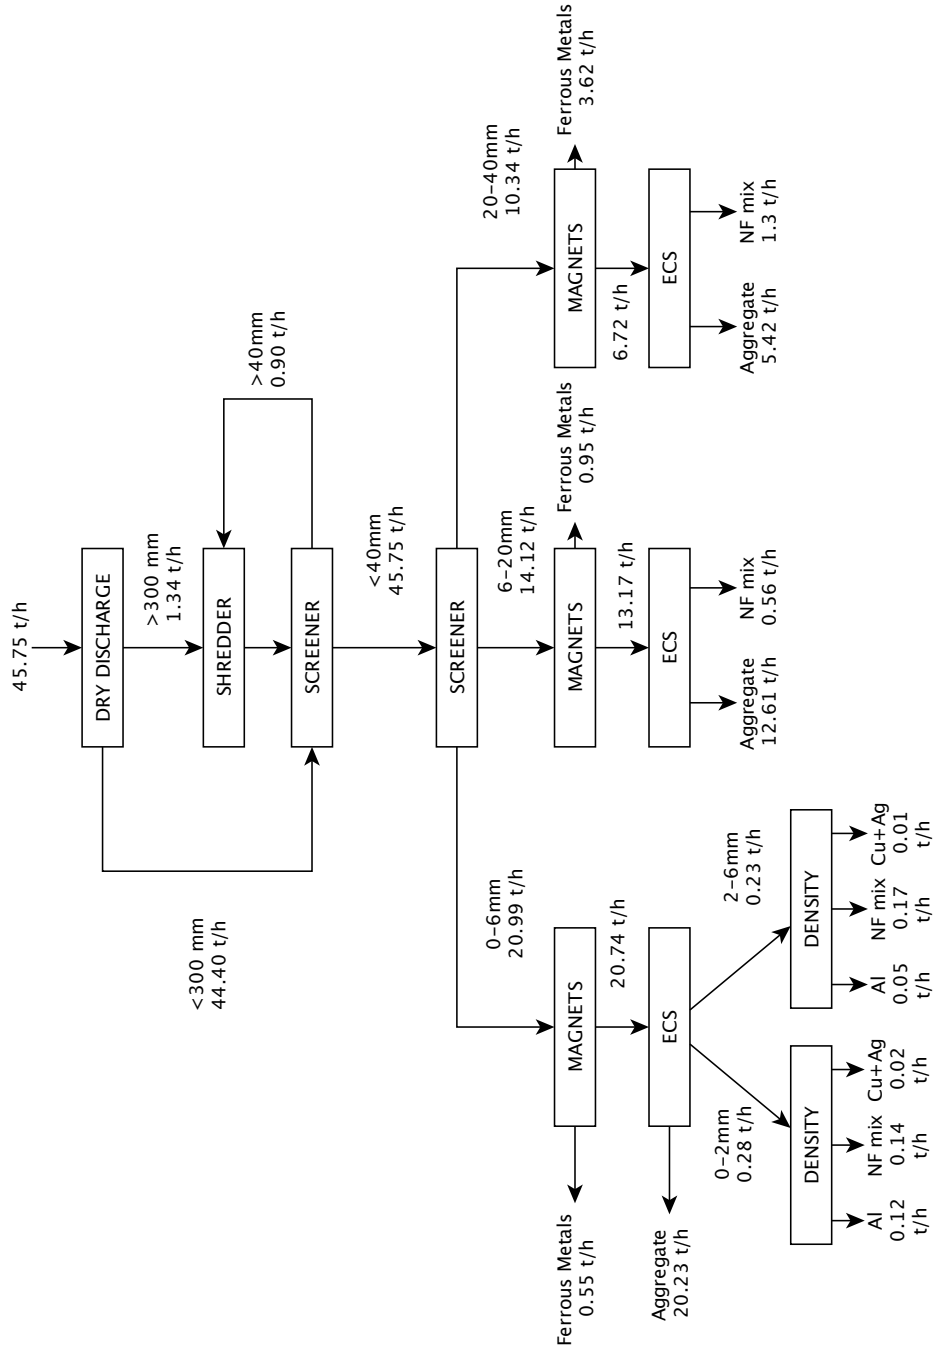 45.75 t/h
DRY DISCHARGE
>300 mm
1.34 t/h
<300 mm
44.40 t/h
SHREDDER
>40mm
0.90 t/h
SCREENER
<40mm
45.75 t/h
SCREENER
0-6mm
20.99 t/h
6-20mm
14.12 t/h
20-40mm
10.34 t/h
MAGNETS
Ferrous Metals
0.55 t/h
20.74 t/h
MAGNETS
Ferrous Metals
0.95 t/h
13.17 t/h
MAGNETS
Ferrous Metals
3.62 t/h
6.72 t/h
ECS
Aggregate
20.23 t/h
ECS
Aggregate
12.61 t/h
NF mix
0.56 t/h
ECS
Aggregate
5.42 t/h
NF mix
1.3 t/h
0-2mm
0.28 t/h
2-6mm
0.23 t/h
DENSITY
Al
0.12
t/h
NF mix
0.14
t/h
Cu+Ag
0.02
t/h
DENSITY
Al
0.05
t/h
NF mix
0.17
t/h
Cu+Ag
0.01
t/h